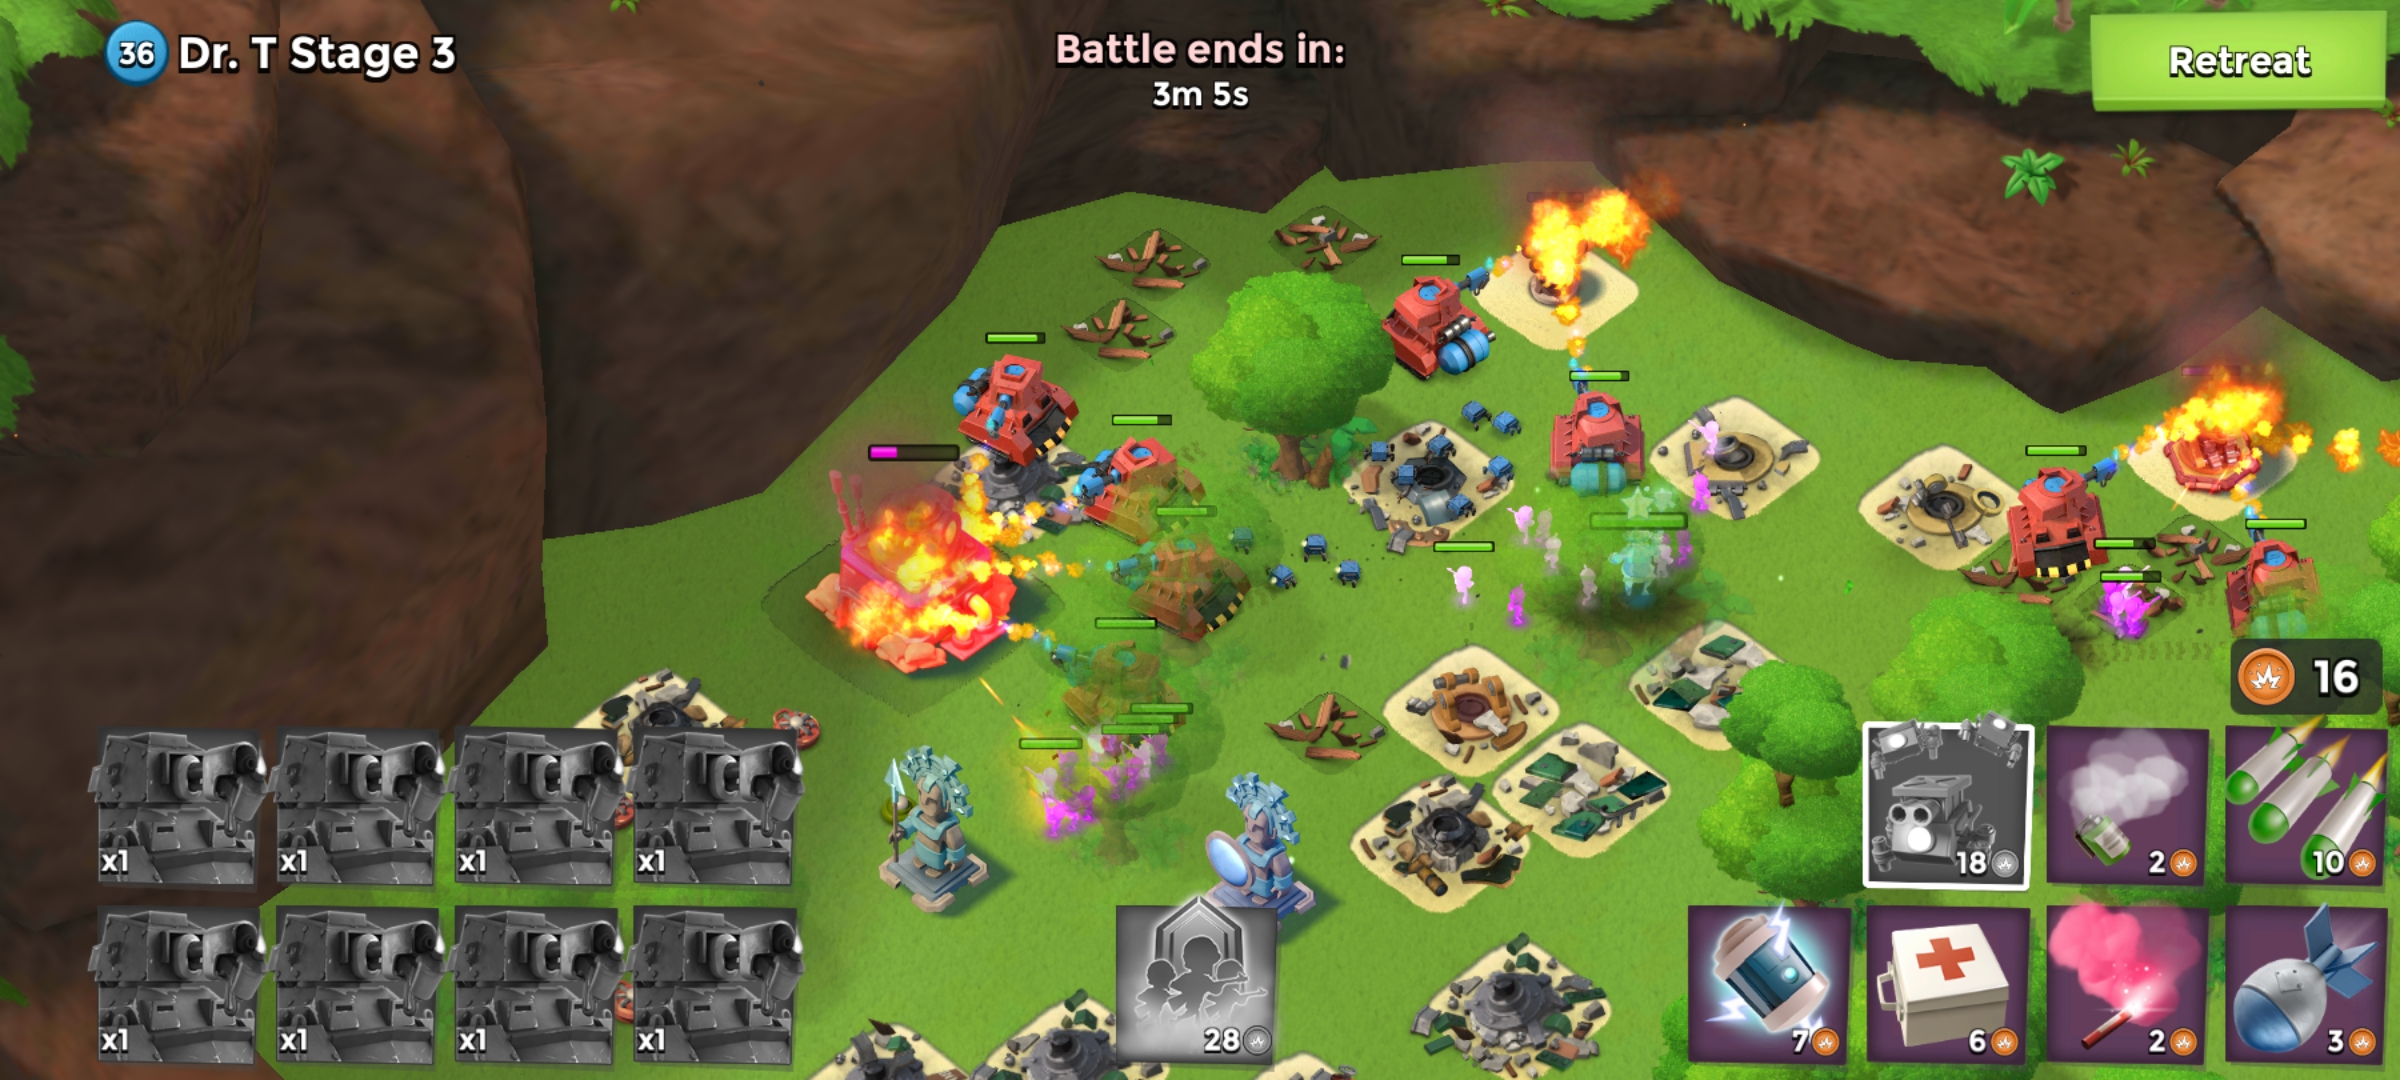 36 Dr. T Stage 3
Battle ends in:
3m 5s
Retreat
16
x1 x1 x1 x1
18 2 10
x1 x1 x1 x1
28 7 6 2 3